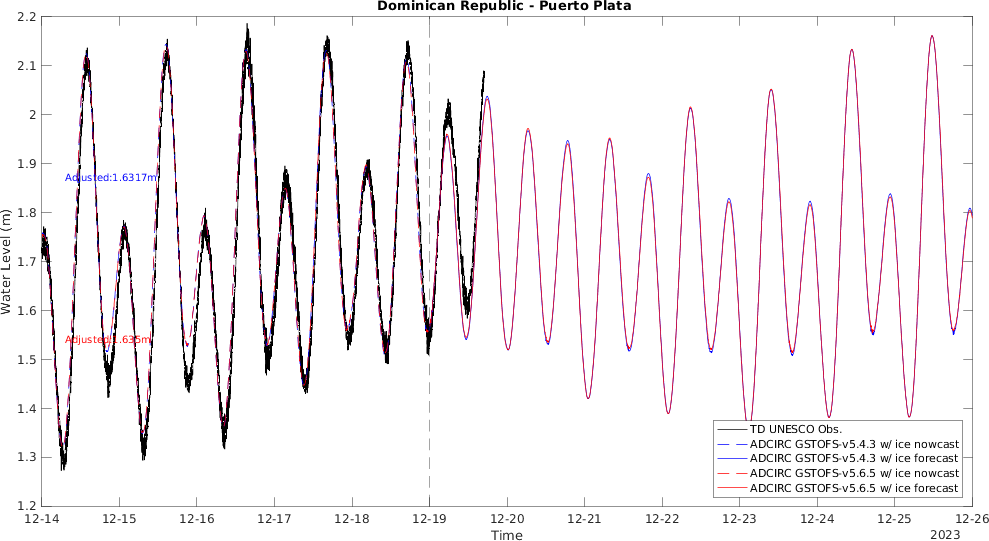 Dominican Republic - Puerto Plata
2.2
2.1
2
1.9
1.8
1.7
1.6
1.5
1.4
1.3
1.2
Water Level (m)
Adjusted:1.6317m
Adjusted:1.635m
TD UNESCO Obs.
ADCIRC GSTOFS-v5.4.3 w/ ice nowcast
ADCIRC GSTOFS-v5.4.3 w/ ice forecast
ADCIRC GSTOFS-v5.6.5 w/ ice nowcast
ADCIRC GSTOFS-v5.6.5 w/ ice forecast
12-14 12-15 12-16 12-17 12-18 12-19 12-20 12-21 12-22 12-23 12-24 12-25 12-26
Time
2023